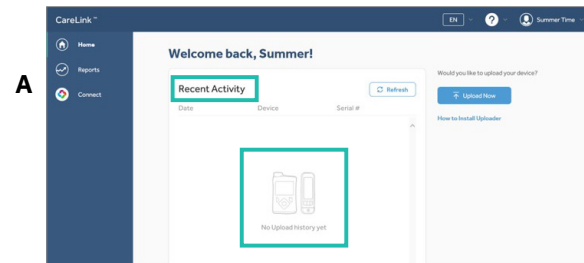 CareLink™
EN
?
Summer Time
Home
Reports
Connect
A
Welcome back, Summer!
Recent Activity
Refresh
Date Device Serial #
No Upload history yet
Would you like to upload your device?
Upload Now
How to Install Uploader